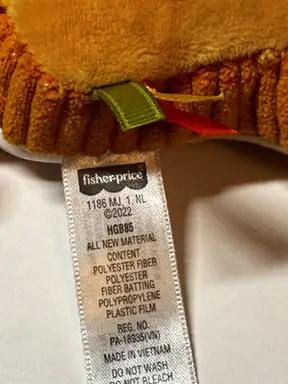 fisher-price
1186 MJ, 1, NL
©2022
HGB85
ALL NEW MATERIAL
CONTENT
POLYESTER FIBER
POLYESTER
FIBER BATTING
POLYPROPYLENE
PLASTIC FILM
REG. NO.
PA-18935(VN)
MADE IN VIETNAM
DO NOT WASH
DO NOT BLEACH